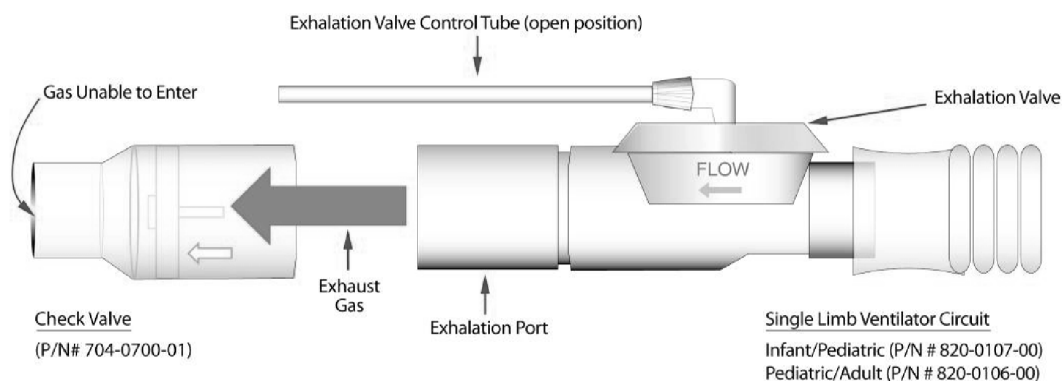 Exhalation Valve Control Tube (open position)
Gas Unable to Enter
Exhalation Valve
FLOW
Exhaust
Gas
Exhalation Port
Check Valve
(P/N# 704-0700-01)
Single Limb Ventilator Circuit
Infant/Pediatric (P/N # 820-0107-00)
Pediatric/Adult (P/N # 820-0106-00)